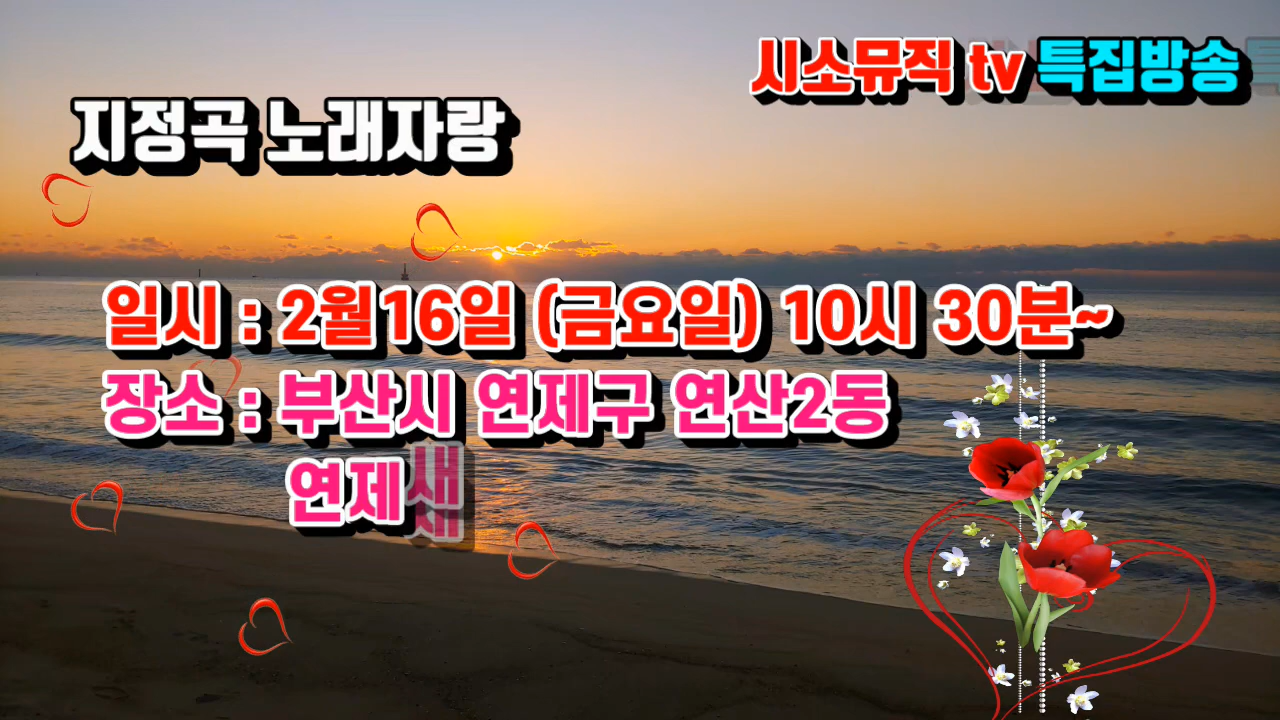 시소뮤직 tv 특집방송
지정곡 노래자랑
일시 : 2월16일 (금요일) 10시 30분~
장소 : 부산시 연제구 연산2동
연제새